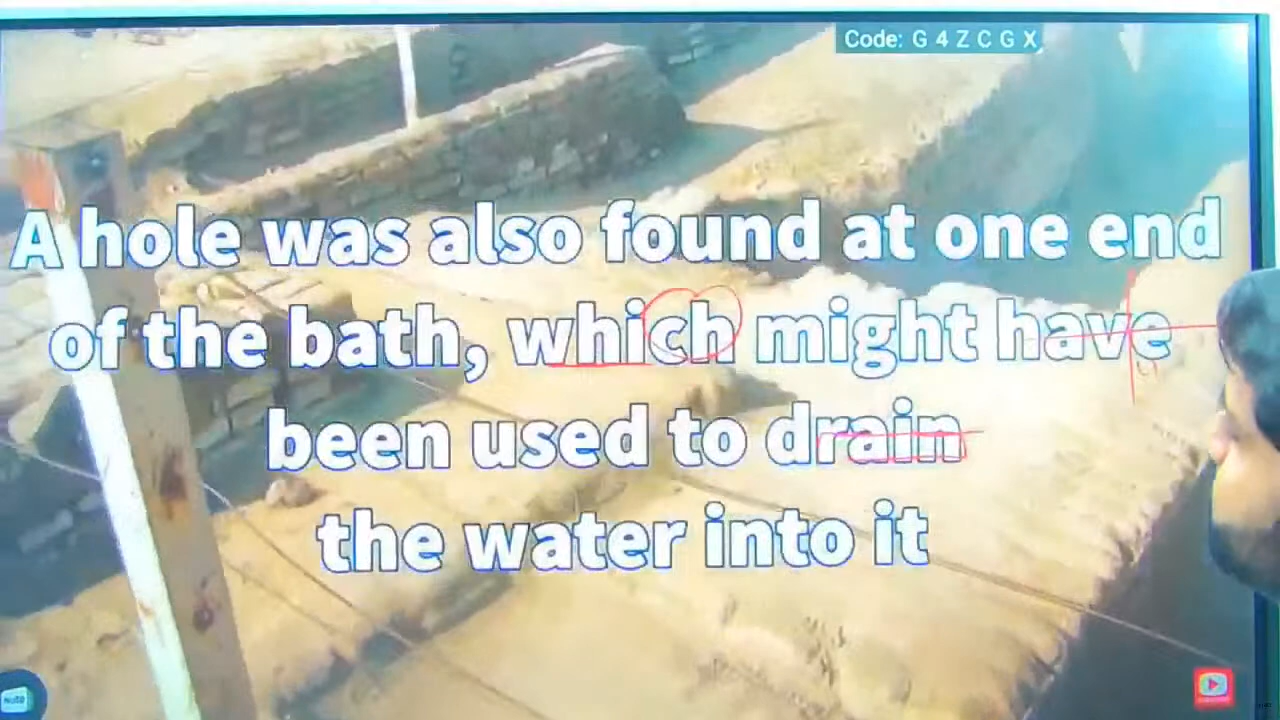 Code: G 4 Z C G X
A hole was also found at one end
of the bath, which might have
been used to drain
the water into it